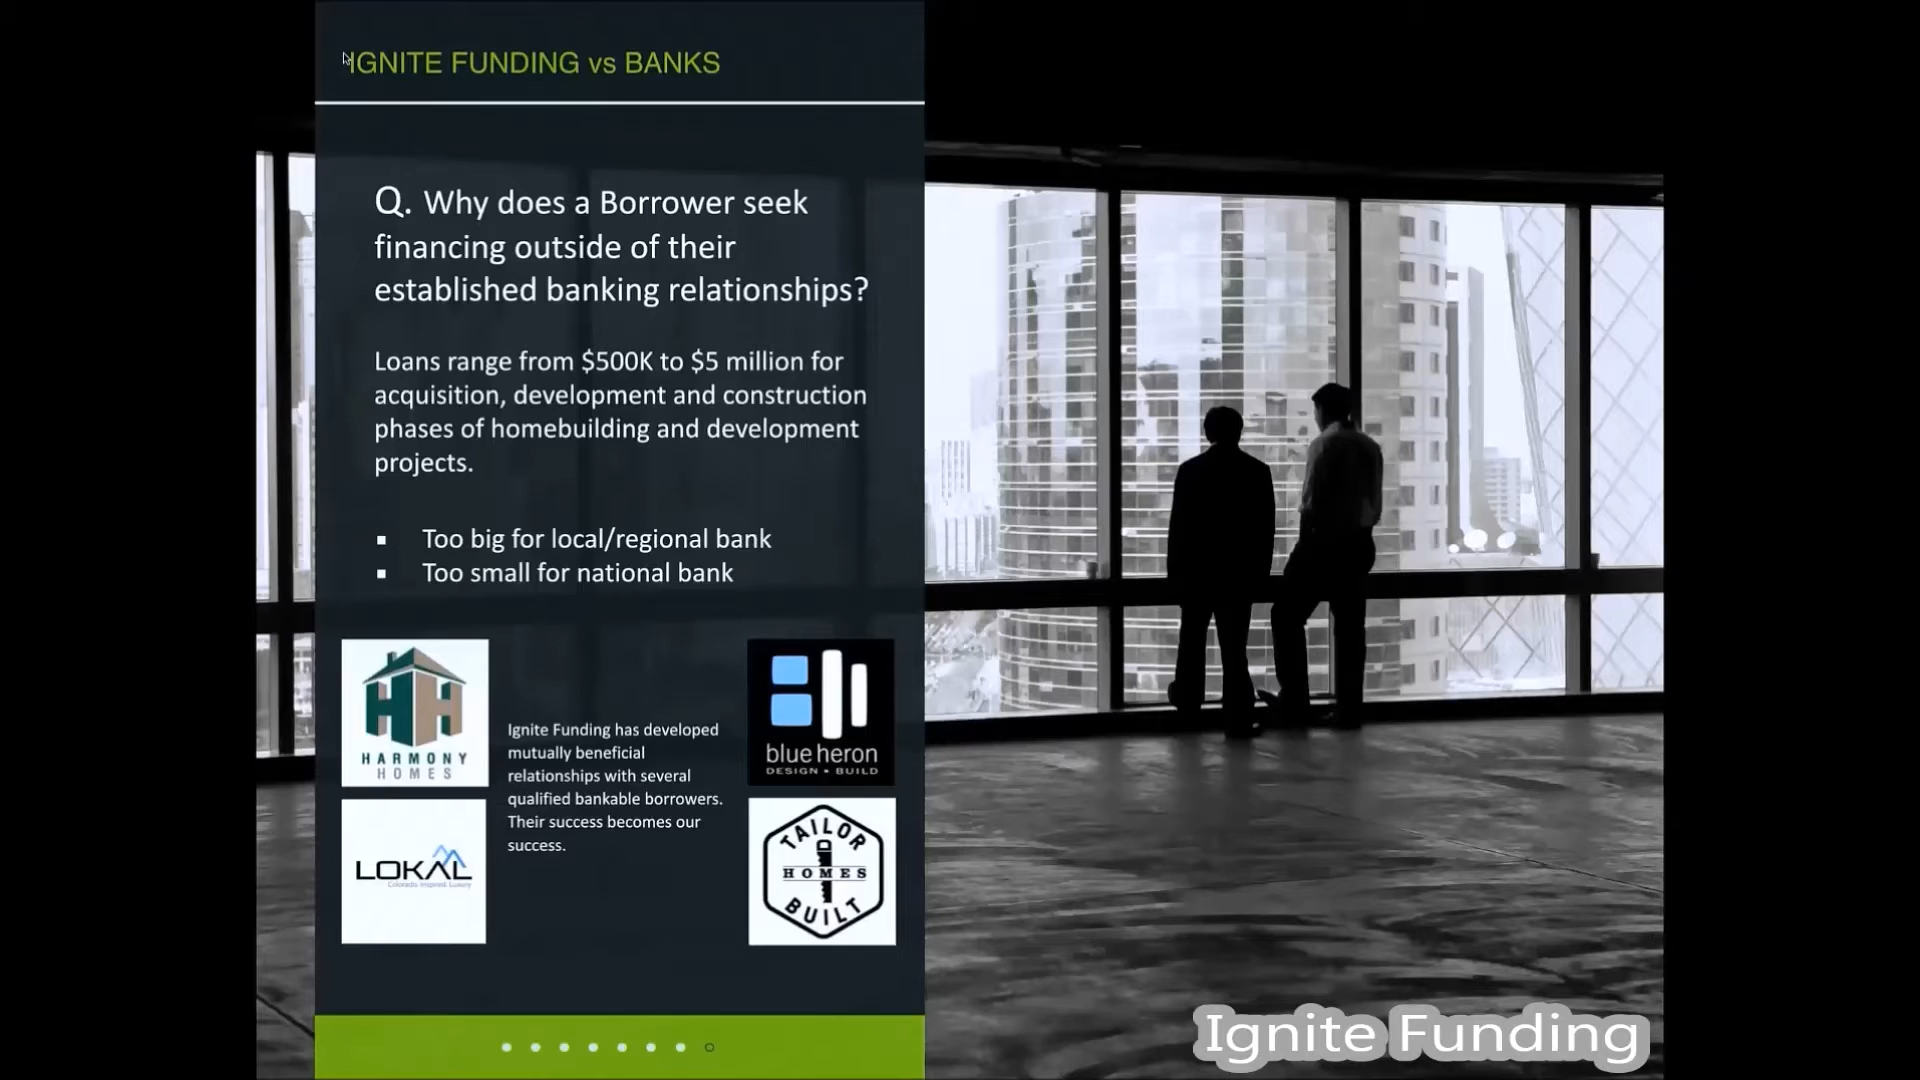 IGNITE FUNDING vs BANKS
Q. Why does a Borrower seek
financing outside of their
established banking relationships?
Loans range from $500K to $5 million for
acquisition, development and construction
phases of homebuilding and development
projects.
▪ Too big for local/regional bank
▪ Too small for national bank
HARMONY
HOMES
Ignite Funding has developed
mutually beneficial
relationships with several
qualified bankable borrowers.
Their success becomes our
success.
blue heron
DESIGN • BUILD
LOKAL
Colorado Inspired Luxury
TAILOR
HOMES
BUILT
Ignite Funding